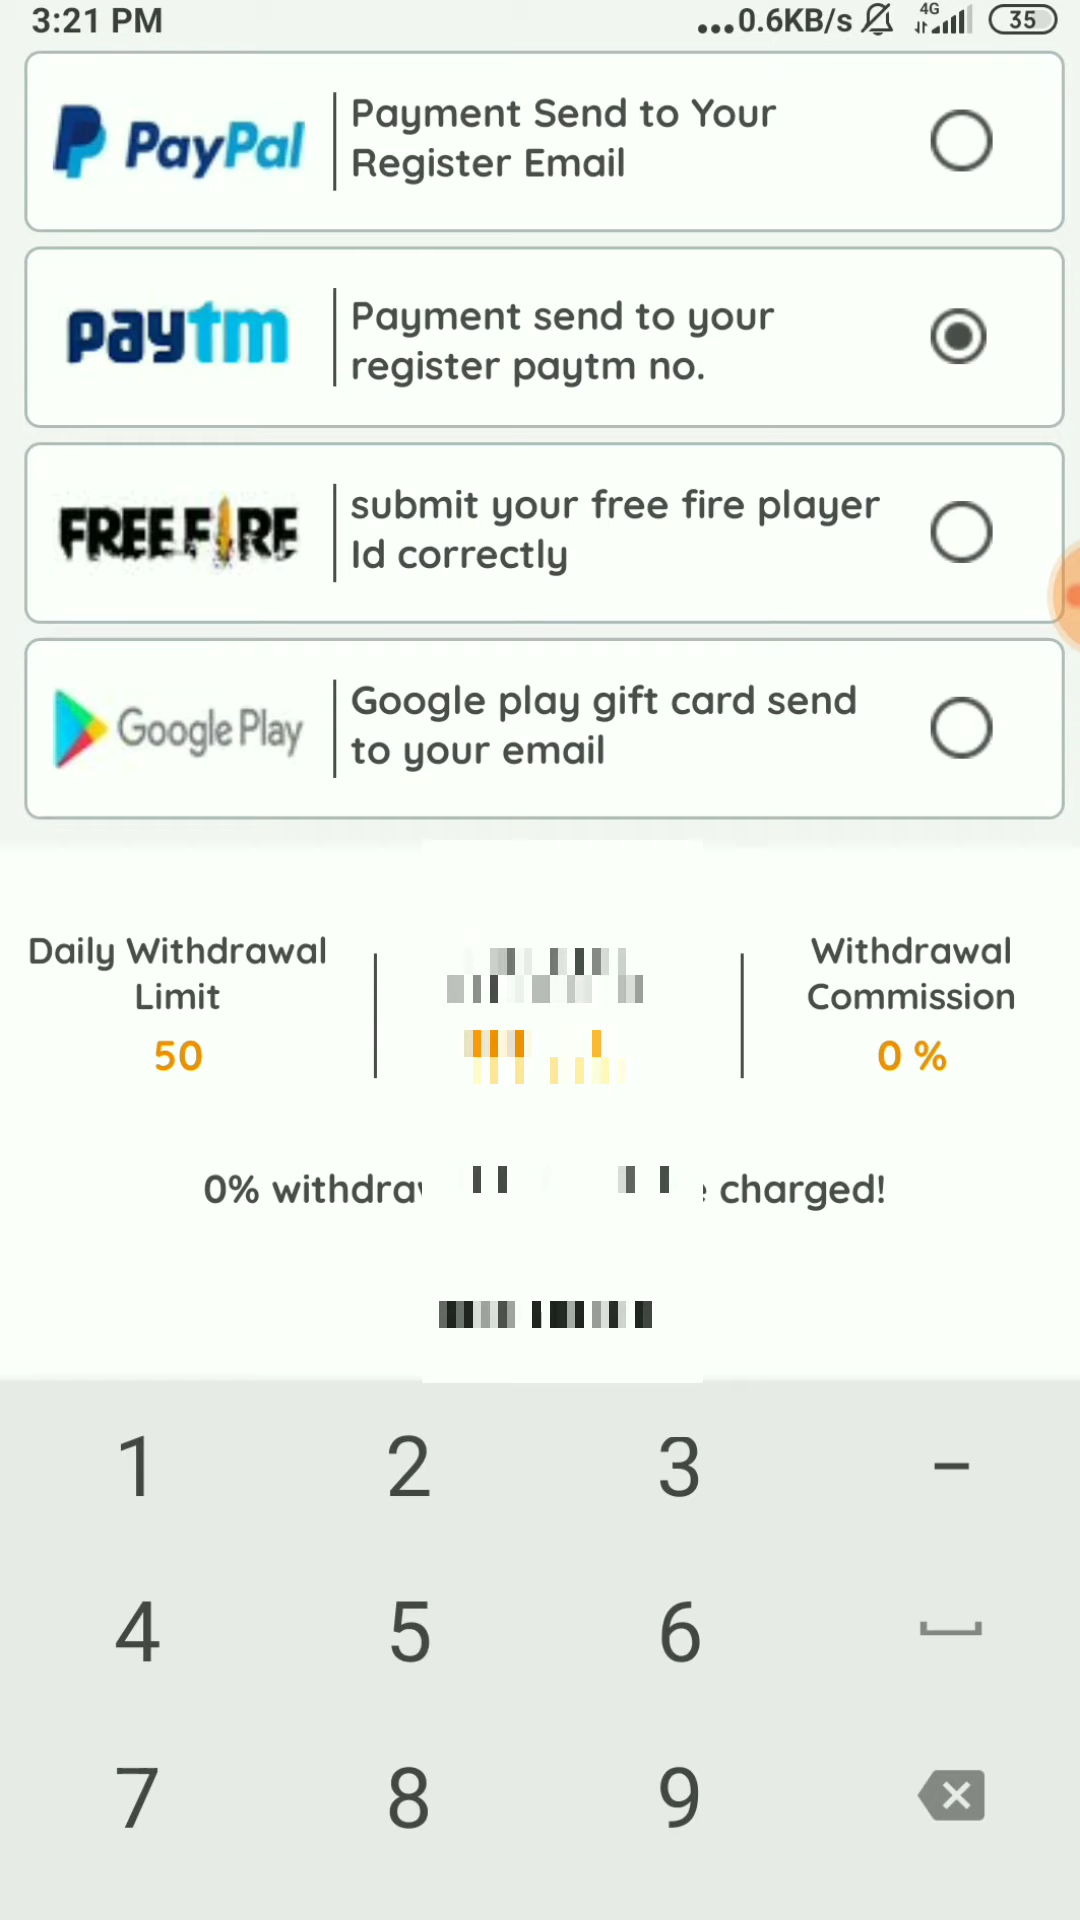 3:21 PM
...0.6KB/s 4G 35
PayPal
Payment Send to Your
Register Email
paytm
Payment send to your
register paytm no.
FREE FIRE
submit your free fire player
Id correctly
Google Play
Google play gift card send
to your email
Daily Withdrawal
Limit
50
Withdrawal
Commission
0 %
0% charged!
1 2 3 -
4 5 6
7 8 9